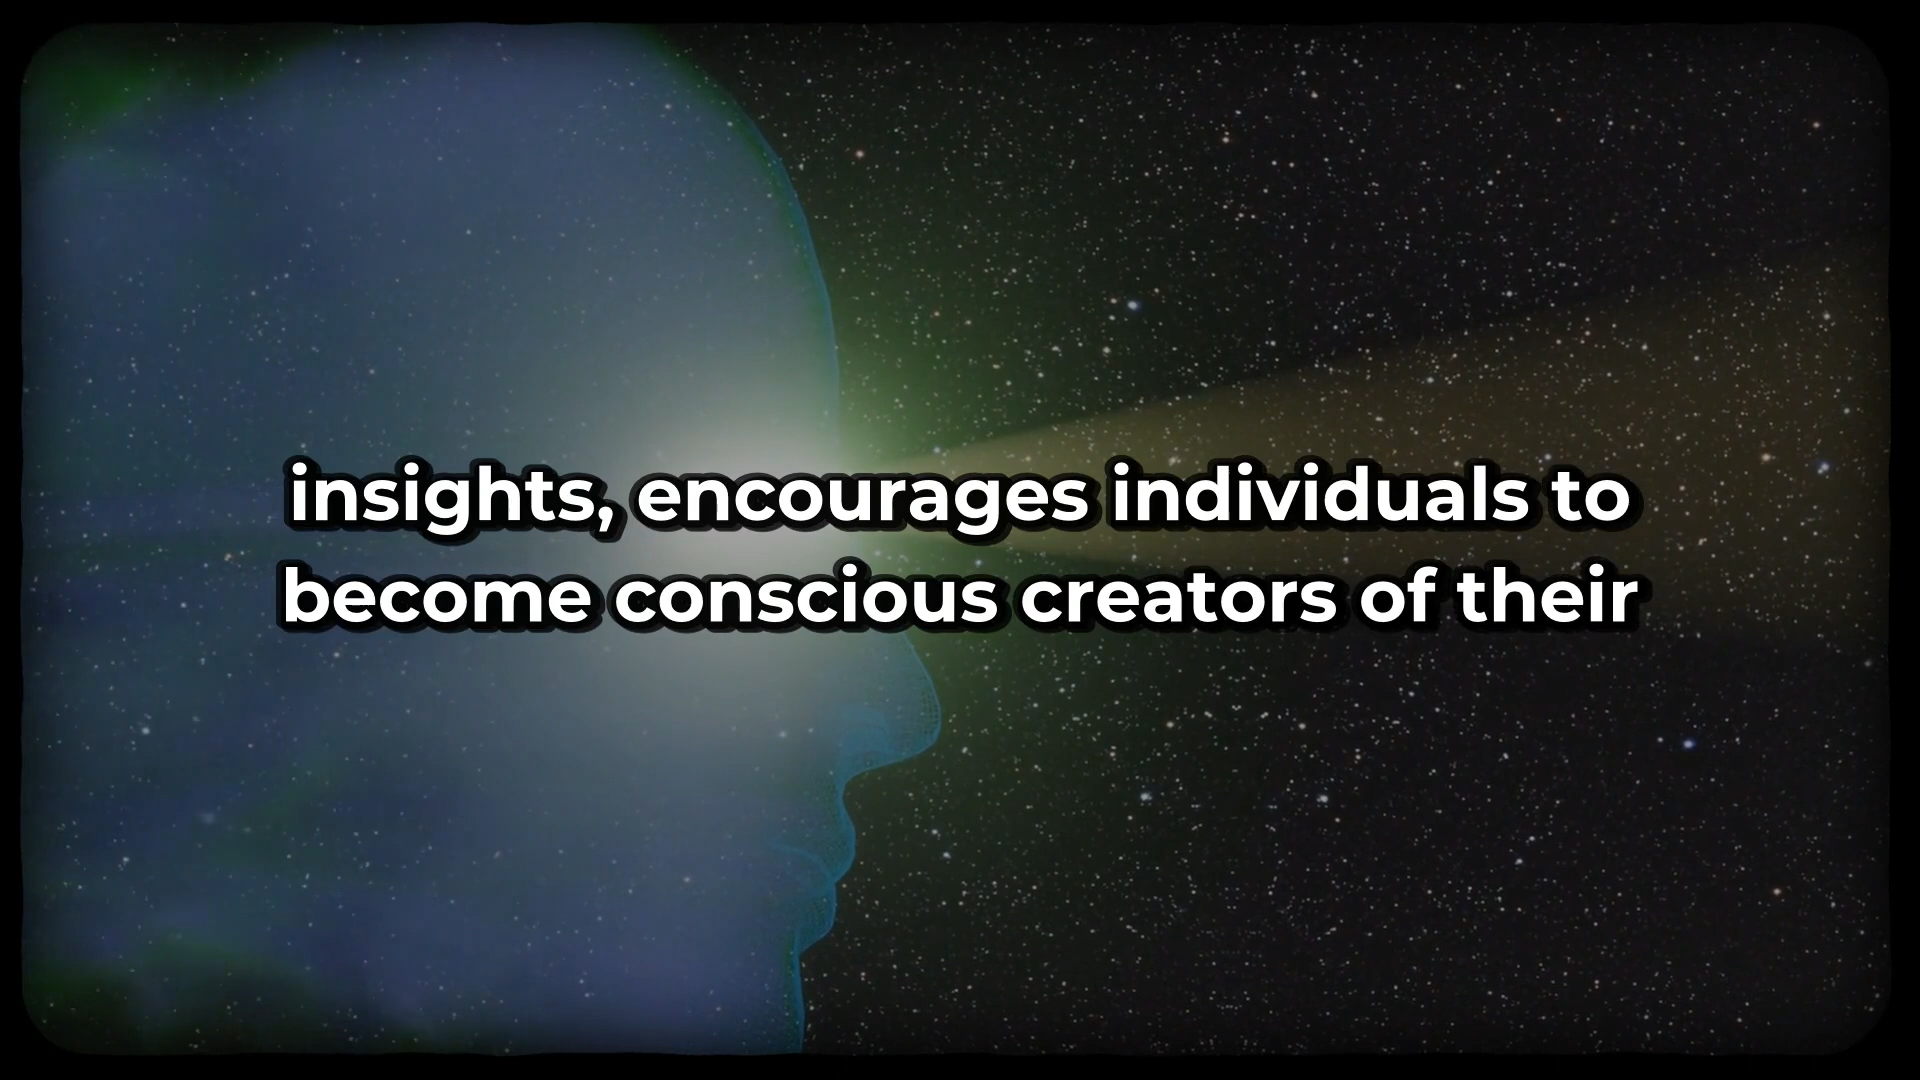 insights, encourages individuals to
become conscious creators of their